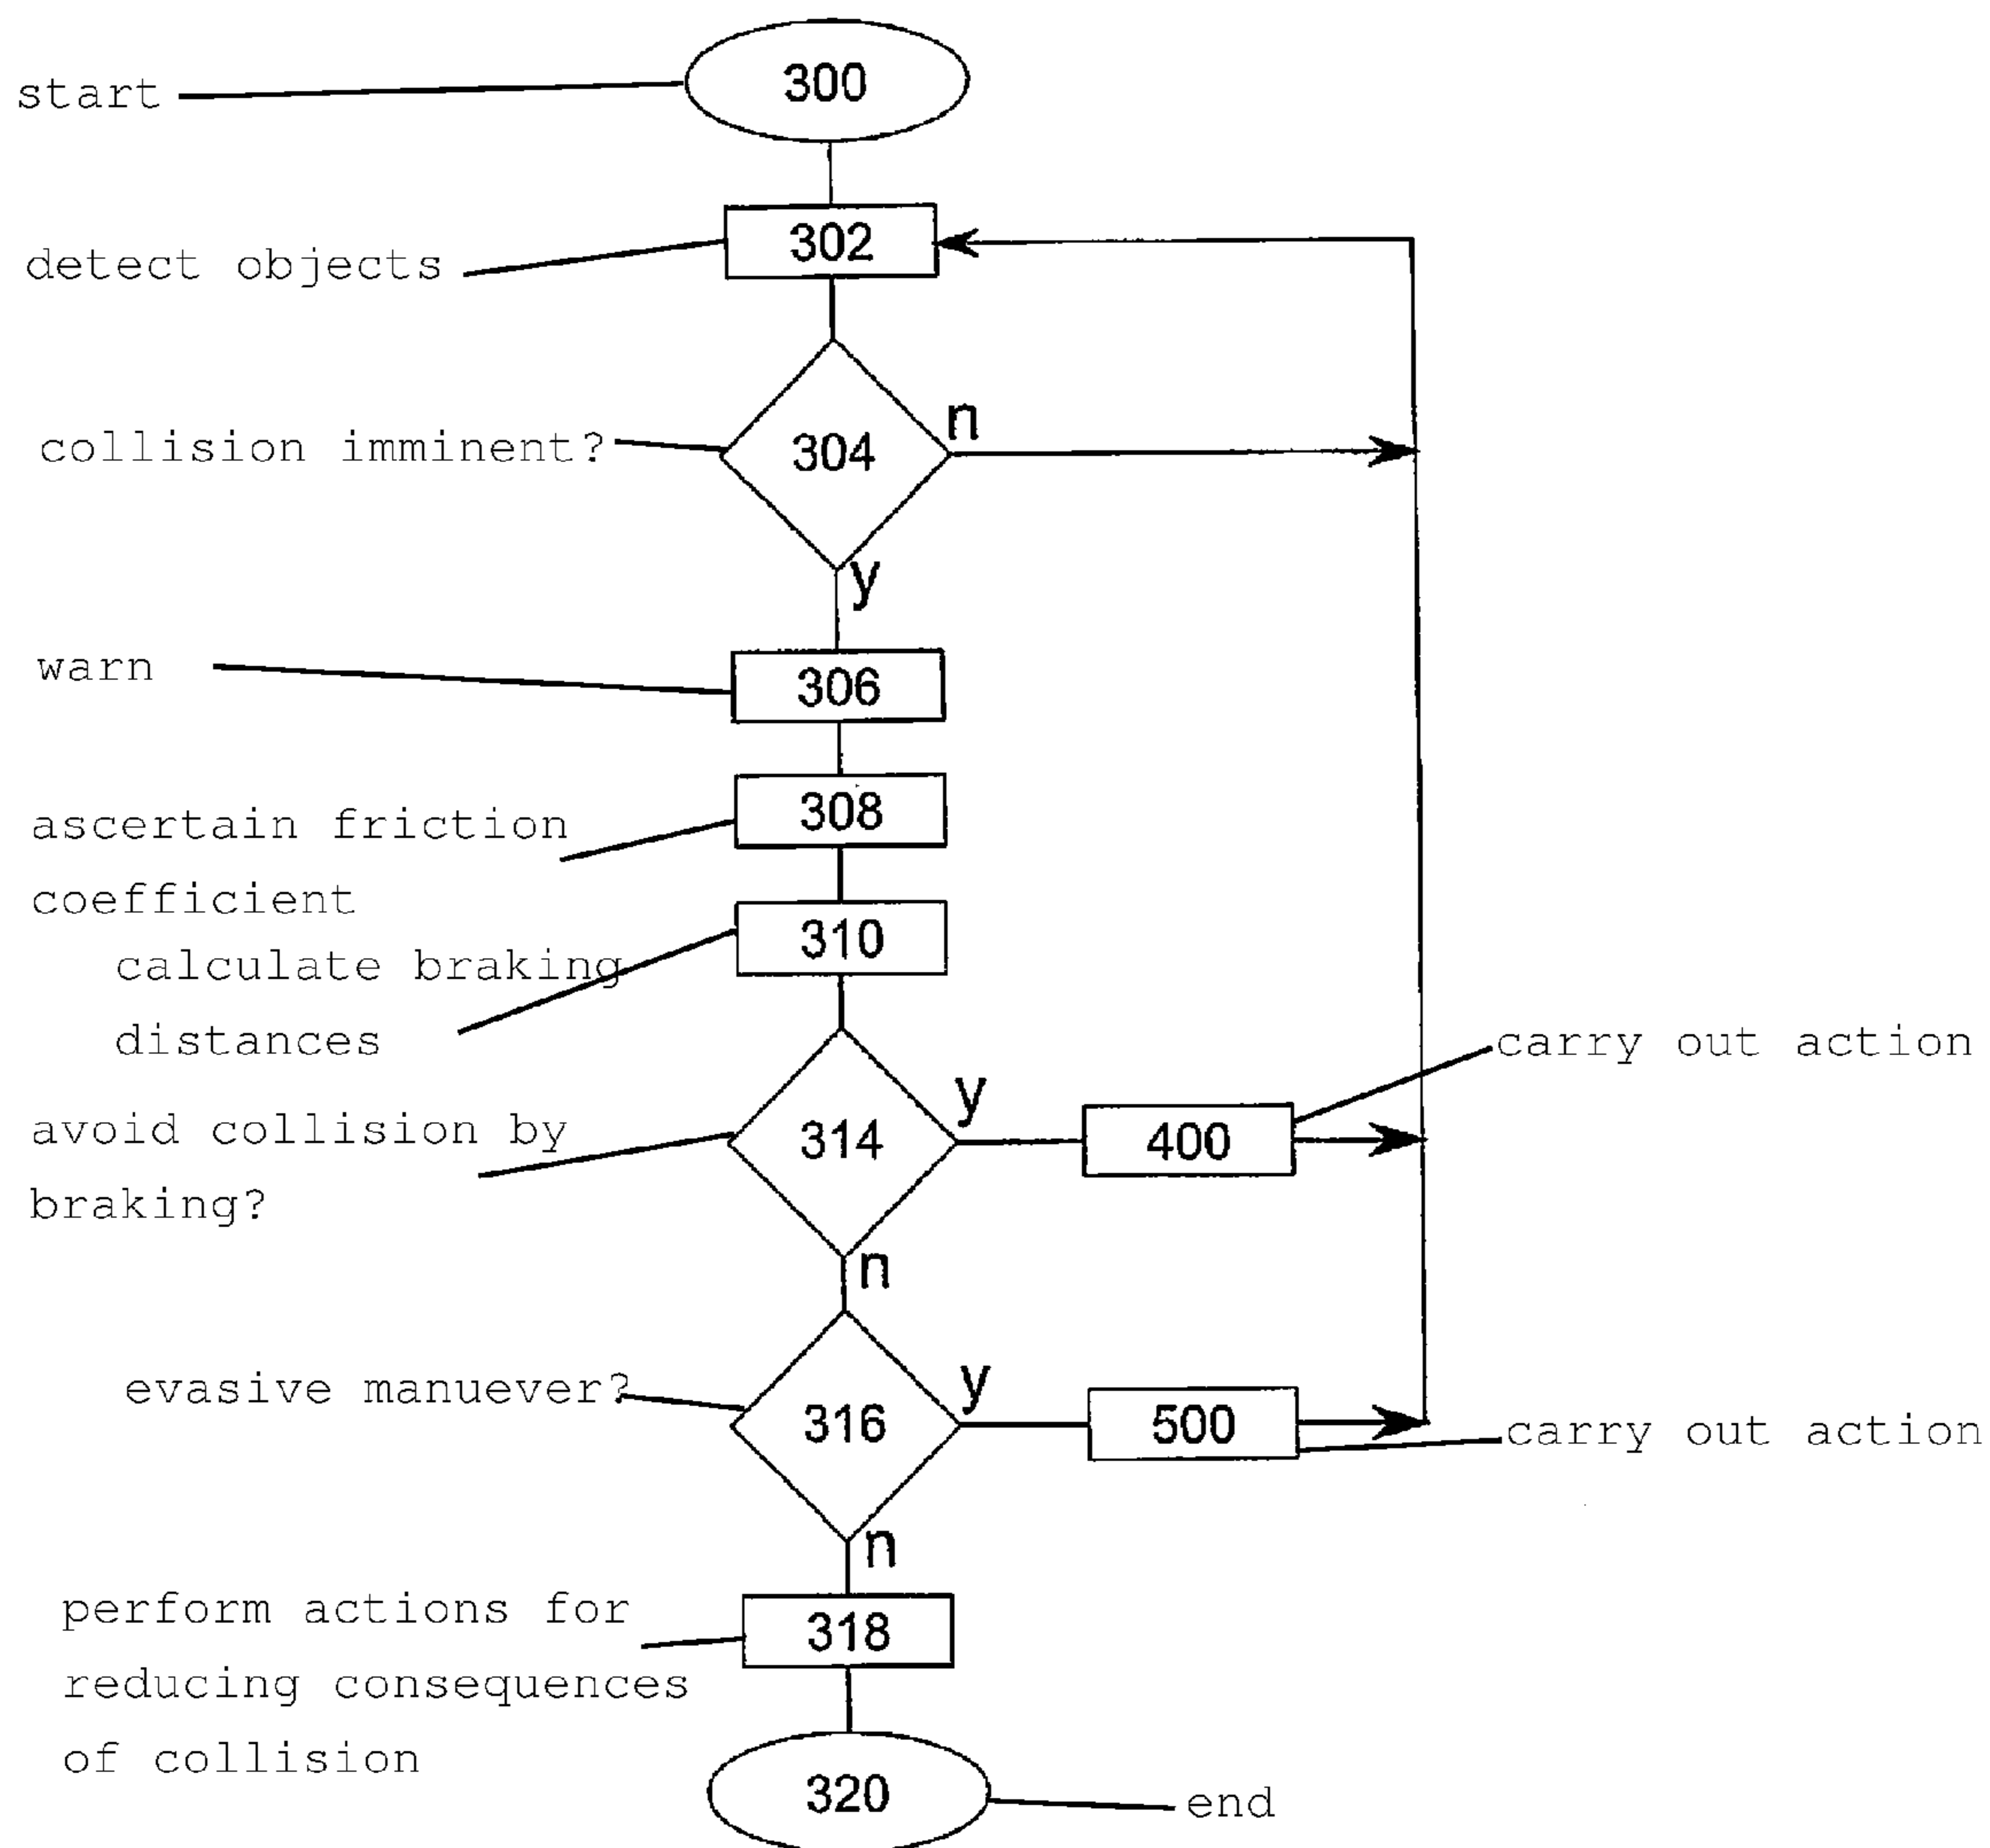 300
start
302
detect objects
n
collision imminent?
304
y
warn
306
308
ascertain friction
coefficient
310
calculate braking
distances
carry out action
y
avoid collision by
314
400
braking?
n
evasive manuever?
y
316
500
carry out action
n
perform actions for
318
reducing consequences
of collision
320
end